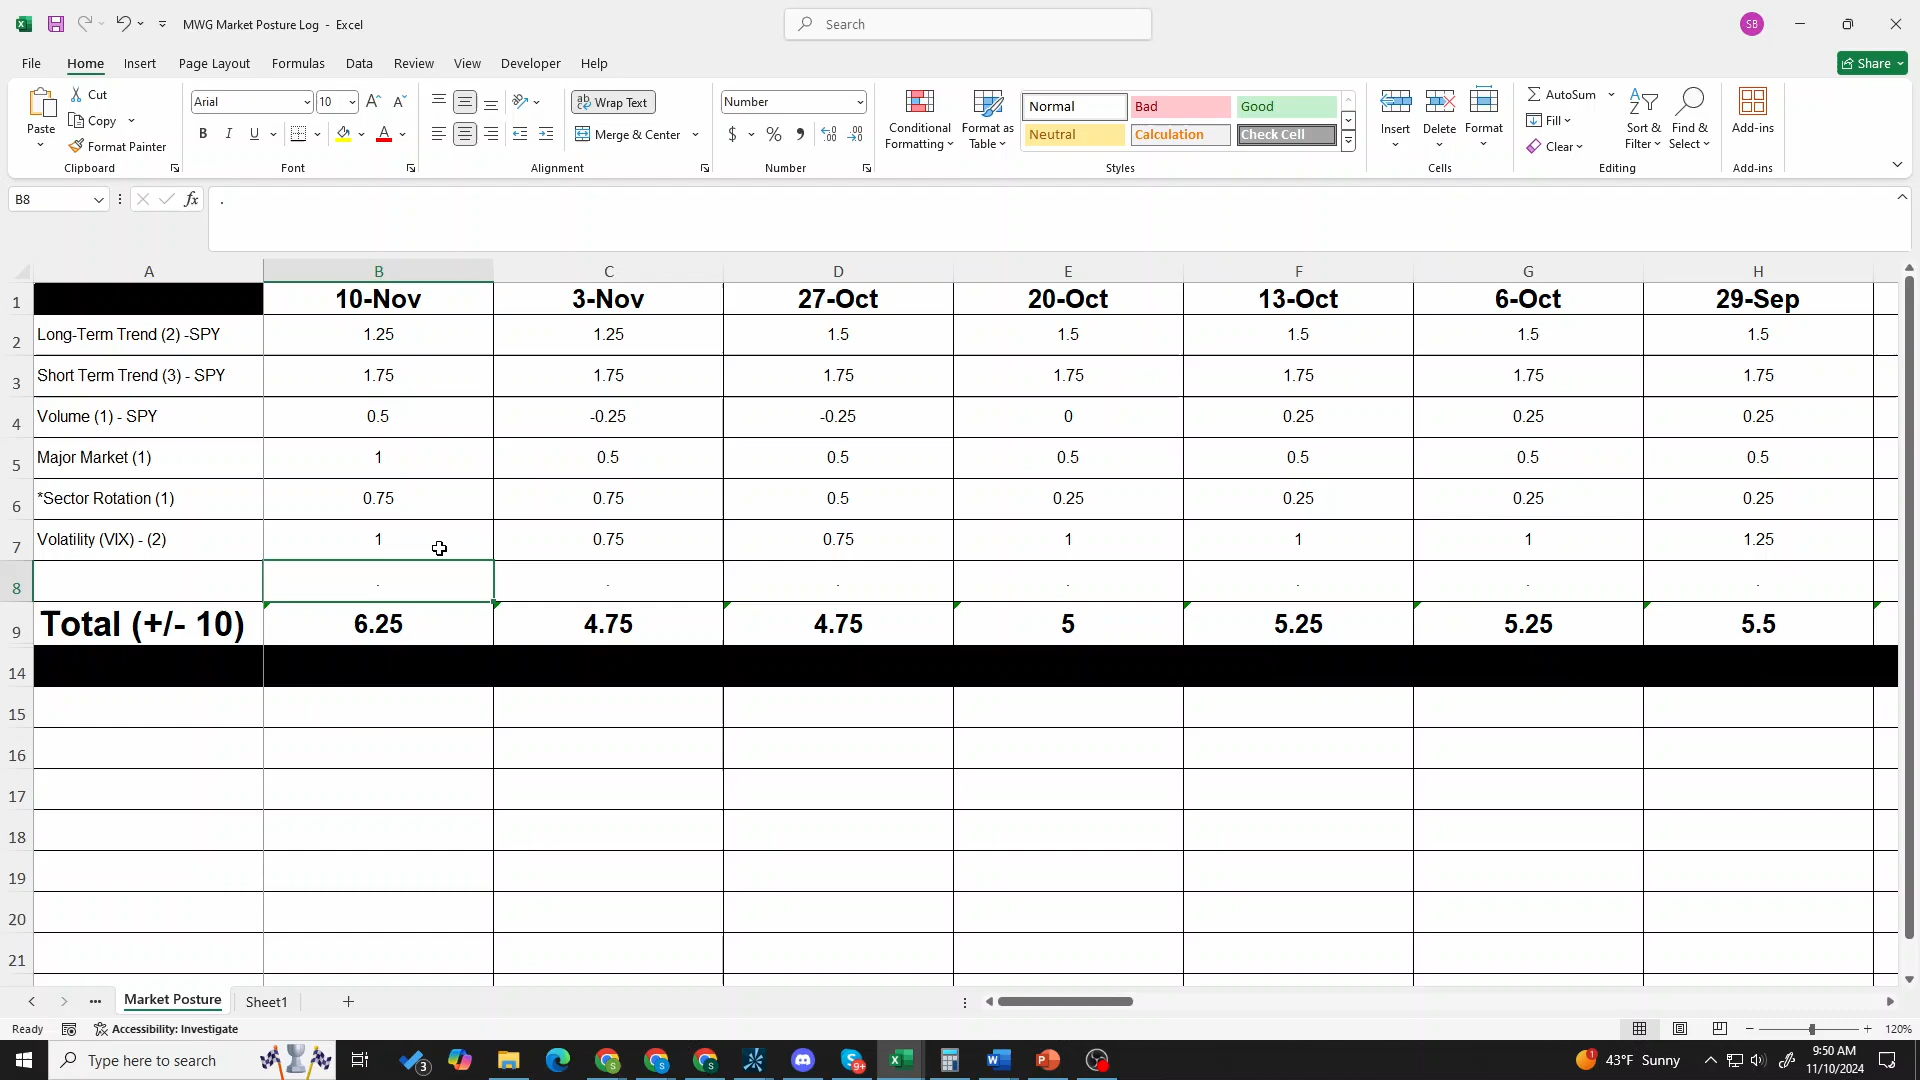 MWG Market Posture Log - Excel
Search
SB
File Home Insert Page Layout Formulas Data Review View Developer Help
Share
Paste
Cut
Copy
Format Painter
Clipboard
Arial 10
B I U
Font
Wrap Text
Merge & Center
Alignment
Number
$ % ,
Number
Conditional Formatting
Format as Table
Normal Bad Good
Neutral Calculation Check Cell
Styles
Insert Delete Format
Cells
AutoSum
Fill
Clear
Sort & Filter
Find & Select
Editing
Add-ins
Add-ins
B8 fx .
A B C D E F G H
1 10-Nov 3-Nov 27-Oct 20-Oct 13-Oct 6-Oct 29-Sep
2 Long-Term Trend (2) -SPY 1.25 1.25 1.5 1.5 1.5 1.5 1.5
3 Short Term Trend (3) - SPY 1.75 1.75 1.75 1.75 1.75 1.75 1.75
4 Volume (1) - SPY 0.5 -0.25 -0.25 0 0.25 0.25 0.25
5 Major Market (1) 1 0.5 0.5 0.5 0.5 0.5 0.5
6 *Sector Rotation (1) 0.75 0.75 0.5 0.25 0.25 0.25 0.25
7 Volatility (VIX) - (2) 1 0.75 0.75 1 1 1 1.25
8 . . . . . . .
9 Total (+/- 10) 6.25 4.75 4.75 5 5.25 5.25 5.5
14
15
16
17
18
19
20
21
Market Posture Sheet1
Ready Accessibility: Investigate 120%
Type here to search
3
9+
1
43°F Sunny
9:50 AM
11/10/2024